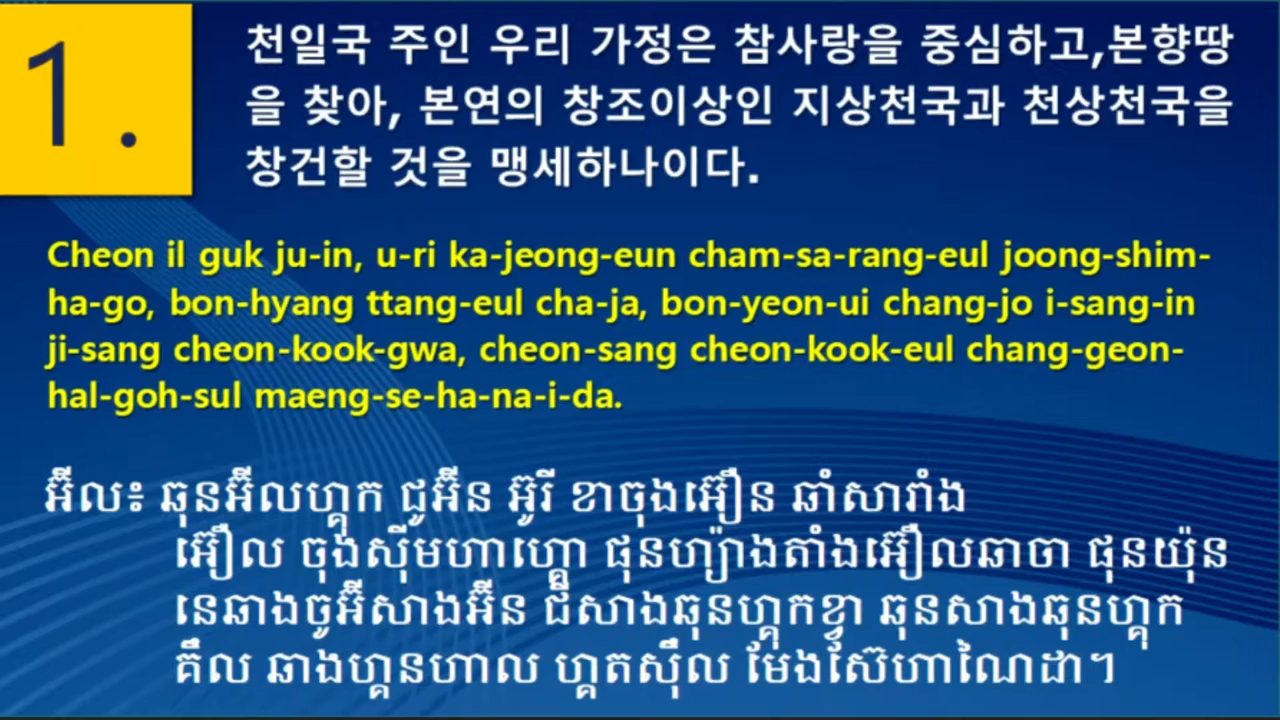 1.
천일국 주인 우리 가정은 참사랑을 중심하고,본향땅
을 찾아, 본연의 창조이상인 지상천국과 천상천국을
창건할 것을 맹세하나이다.
Cheon il guk ju-in, u-ri ka-jeong-eun cham-sa-rang-eul joong-shim-
ha-go, bon-hyang ttang-eul cha-ja, bon-yeon-ui chang-jo i-sang-in
ji-sang cheon-kook-gwa, cheon-sang cheon-kook-eul chang-geon-
hal-goh-sul maeng-se-ha-na-i-da.
អ៊ីល៖ ឆុនអ៊ីលហ្គុក ជូអ៊ីន អ៊ូរី ខាចុងអ៊ឿន ឆាំសារ៉ាំង
អ៊ឿល ចុងស៊ីមហាហ្គោ ផុនហ្យ៉ាងតាំងអ៊ឿលឆាចា ផុនយ៉ុន
នេឆាងចូអ៊ីសាងអ៊ីន ជីសាងឆុនហ្គុកខ្វា ឆុនសាងឆុនហ្គុក
គឹល ឆាងហ្គនហាល ហ្គតស៊ឹល មែងស៊ែហាណៃដា។